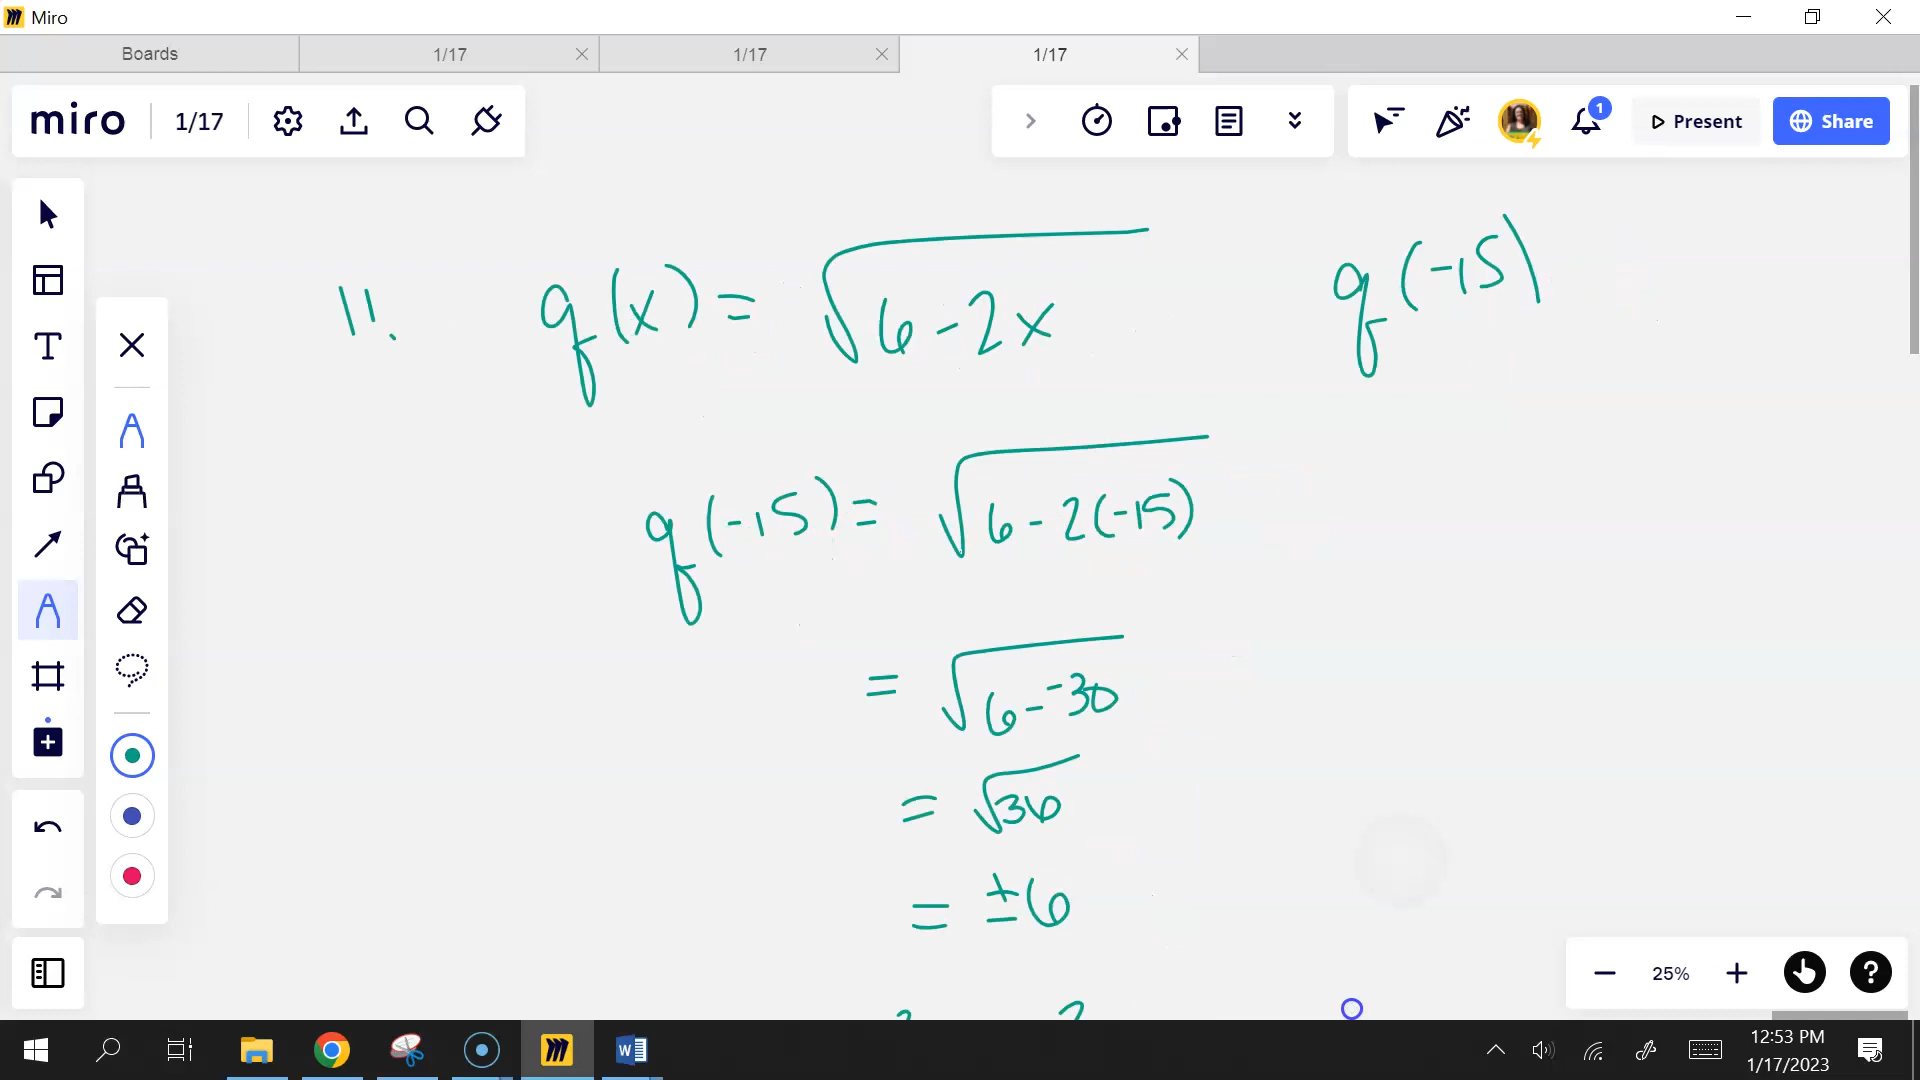 Miro
Boards 1/17 1/17 1/17
miro 1/17 1 Present Share
11. q(x) = √6-2x q(-15)
q(-15) = √6-2(-15)
= √6-⁻30
= √36
= ±6
25%
12:53 PM
1/17/2023